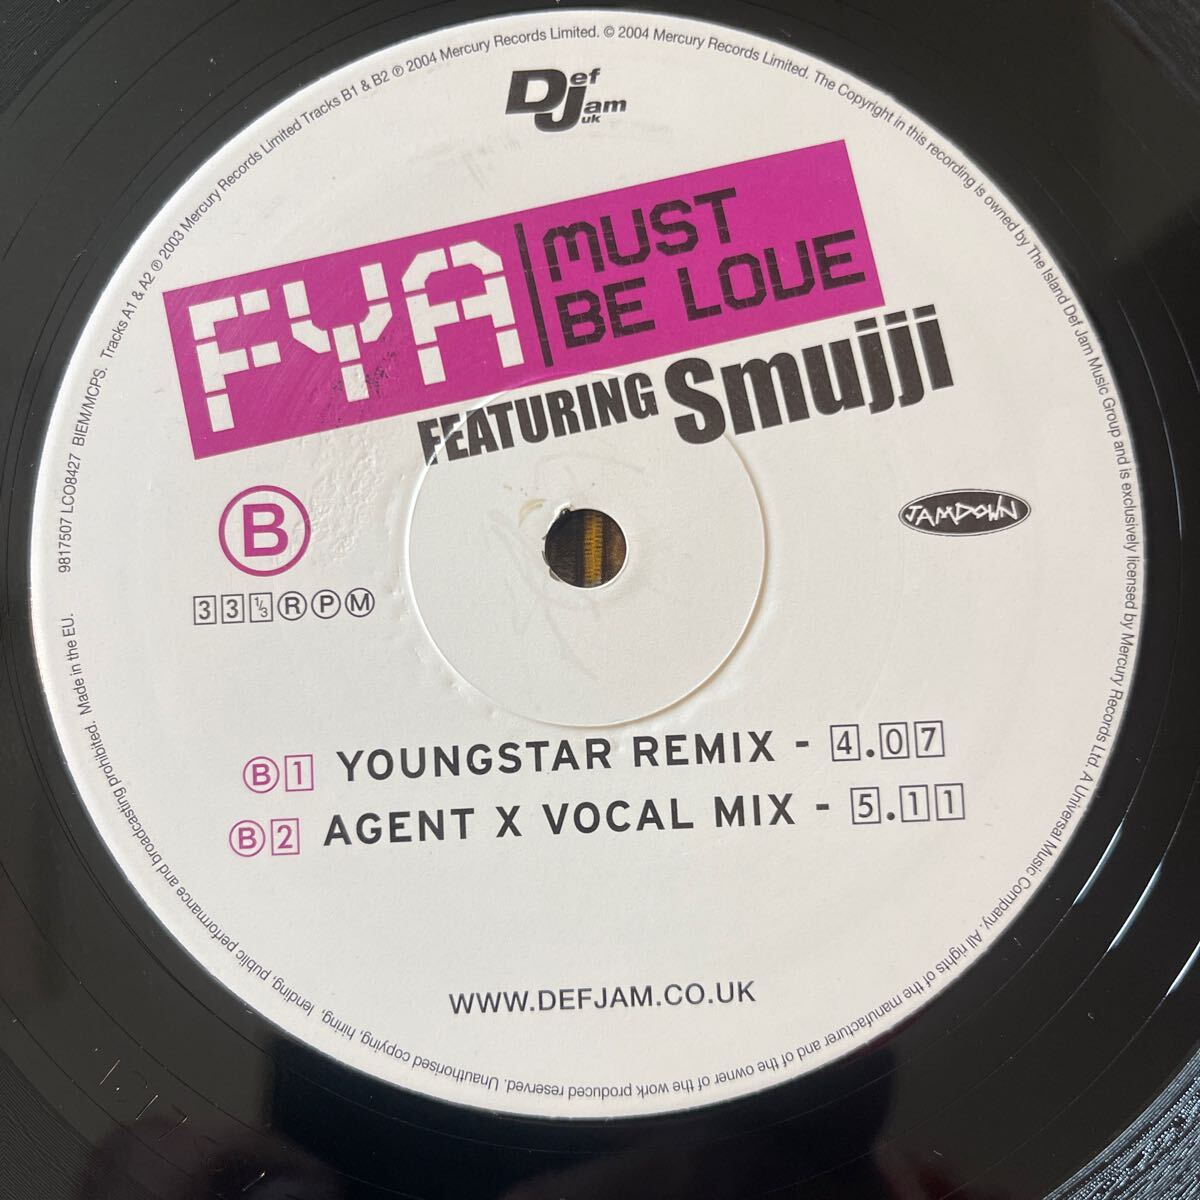 Def Jam uk
FYA
MUST
BE LOVE
FEATURING Smujji
B
33⅓RPM
JAMDOWN
B1 YOUNGSTAR REMIX - 4.07
B2 AGENT X VOCAL MIX - 5.11
WWW.DEFJAM.CO.UK
9817507 LC08427 BIEM/MCPS. Tracks A1 & A2 ℗ 2003 Mercury Records Limited Tracks B1 & B2 ℗ 2004 Mercury Records Limited. © 2004 Mercury Records Limited. The Copyright in this recording is owned by The Island Def Jam Music Group and is exclusively licensed by Mercury Records Ltd. A Universal Music Company. All rights of the manufacturer and of the owner of the work produced reserved. Unauthorised copying, hiring, lending, public performance and broadcasting prohibited. Made in the EU.